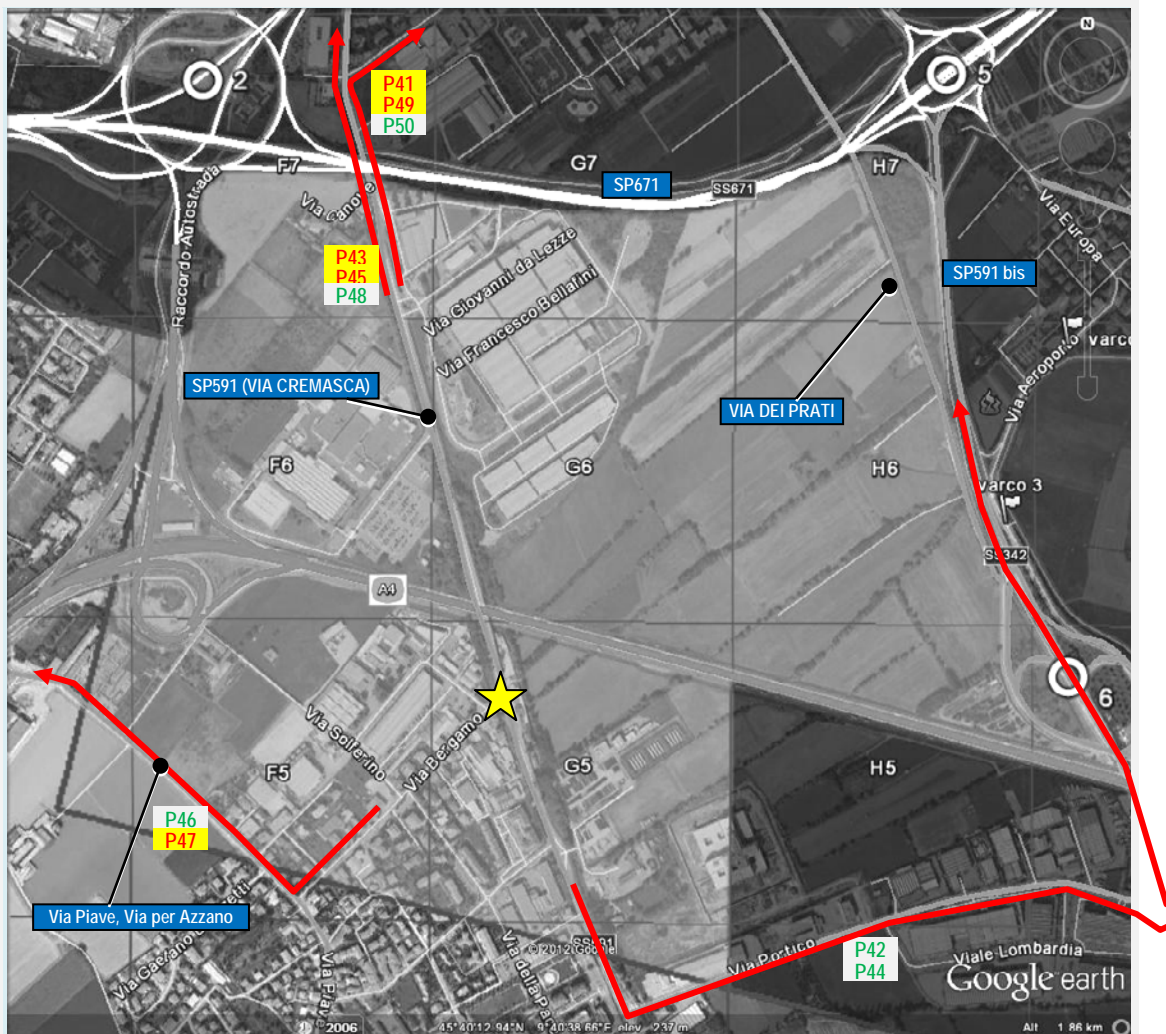 N
2
P41
P49
P50
5
F7
G7
H7
SP671
SS671
Via Canove
Raccordo Autostrada
Via Europa
P43
P45
P48
Via Giovanni da Lezze
Via Francesco Bellafini
SP591 bis
Via Aeroporto
varco
SP591 (VIA CREMASCA)
VIA DEI PRATI
F6
G6
H6
varco 3
SS342
A4
6
Via Solferino
Via Bergamo
F5
G5
H5
P46
P47
Via Piave, Via per Azzano
Via Piave
SS591
© 2012 Google
Via Portico
P42
P44
Viale Lombardia
Google earth
2006
45°40'12.94"N 9°40'38.66"E elev 237 m
Alt 1.86 km